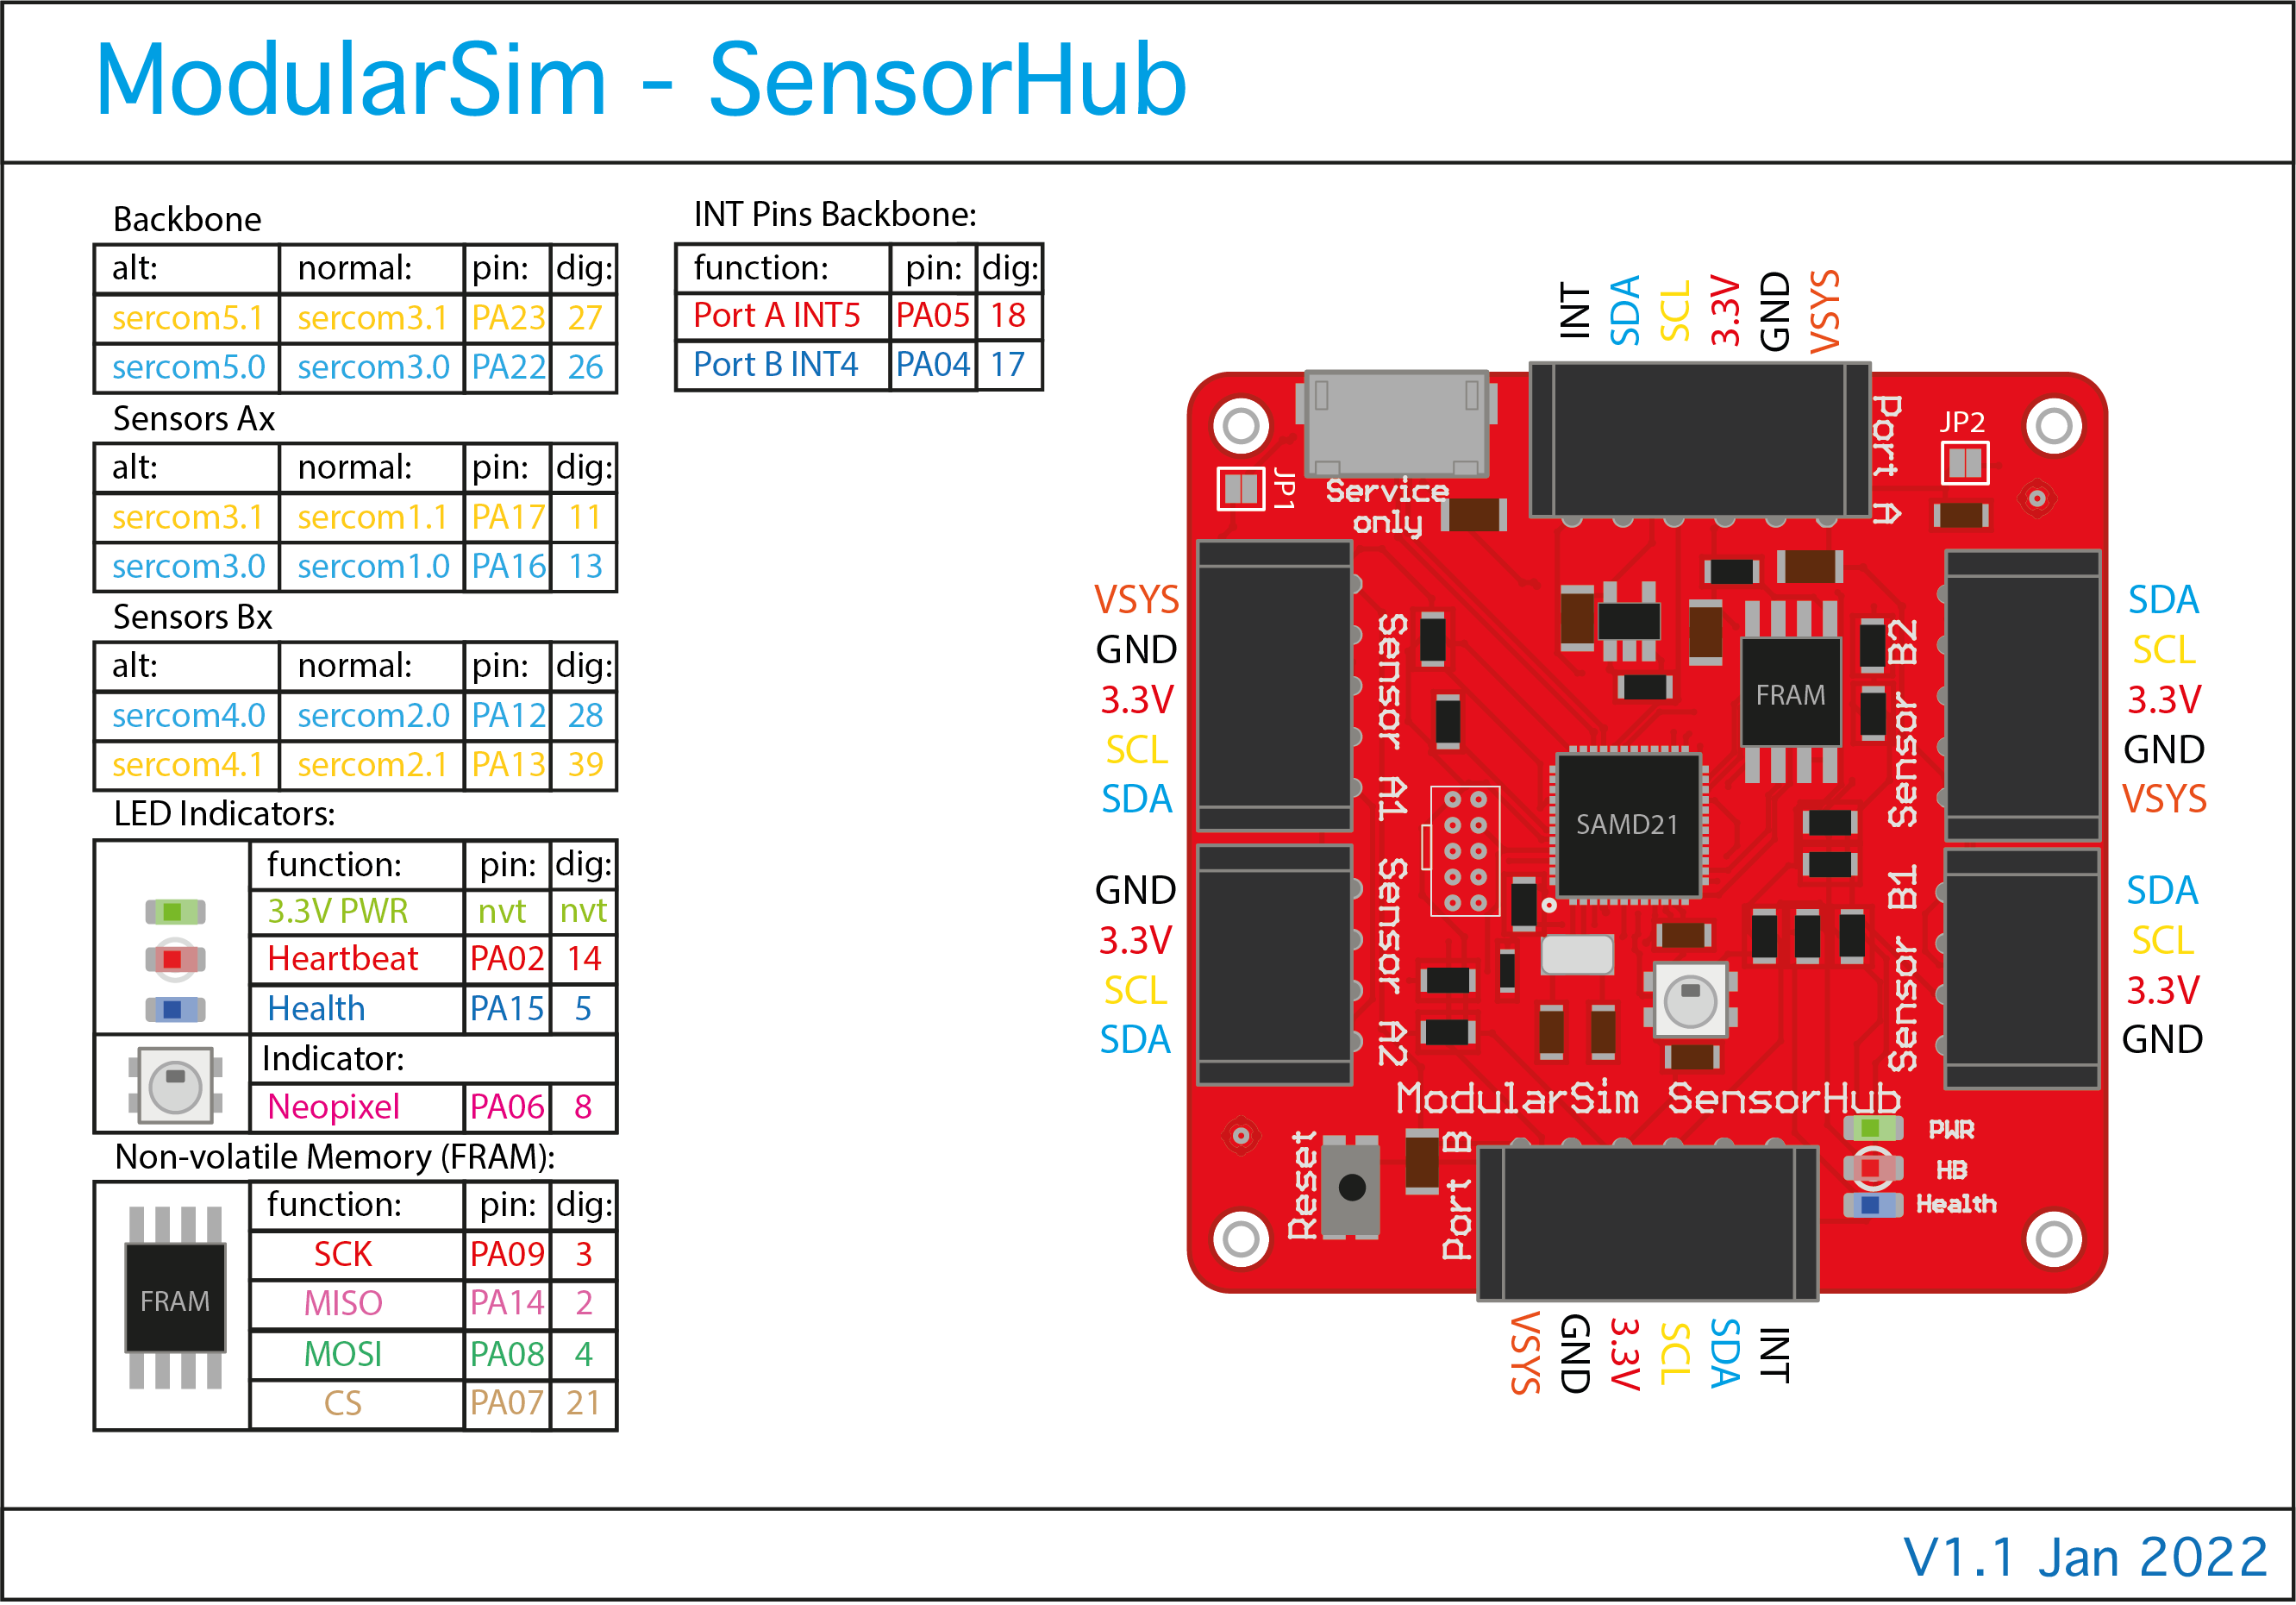 ModularSim - SensorHub
Backbone
alt: normal: pin: dig:
sercom5.1 sercom3.1 PA23 27
sercom5.0 sercom3.0 PA22 26
Sensors Ax
alt: normal: pin: dig:
sercom3.1 sercom1.1 PA17 11
sercom3.0 sercom1.0 PA16 13
Sensors Bx
alt: normal: pin: dig:
sercom4.0 sercom2.0 PA12 28
sercom4.1 sercom2.1 PA13 39
LED Indicators:
function: pin: dig:
3.3V PWR nvt nvt
Heartbeat PA02 14
Health PA15 5
Indicator:
Neopixel PA06 8
Non-volatile Memory (FRAM):
function: pin: dig:
FRAM
SCK PA09 3
MISO PA14 2
MOSI PA08 4
CS PA07 21
INT Pins Backbone:
function: pin: dig:
Port A INT5 PA05 18
Port B INT4 PA04 17
INT
SDA
SCL
3.3V
GND
VSYS
Port A
JP2
JP1
Service
only
VSYS
GND
3.3V
SCL
SDA
Sensor A1
GND
3.3V
SCL
SDA
Sensor A2
FRAM
SAMD21
Sensor B2
SDA
SCL
3.3V
GND
VSYS
Sensor B1
SDA
SCL
3.3V
GND
ModularSim SensorHub
Reset
Port B
PWR
HB
Health
VSYS
GND
3.3V
SCL
SDA
INT
V1.1 Jan 2022